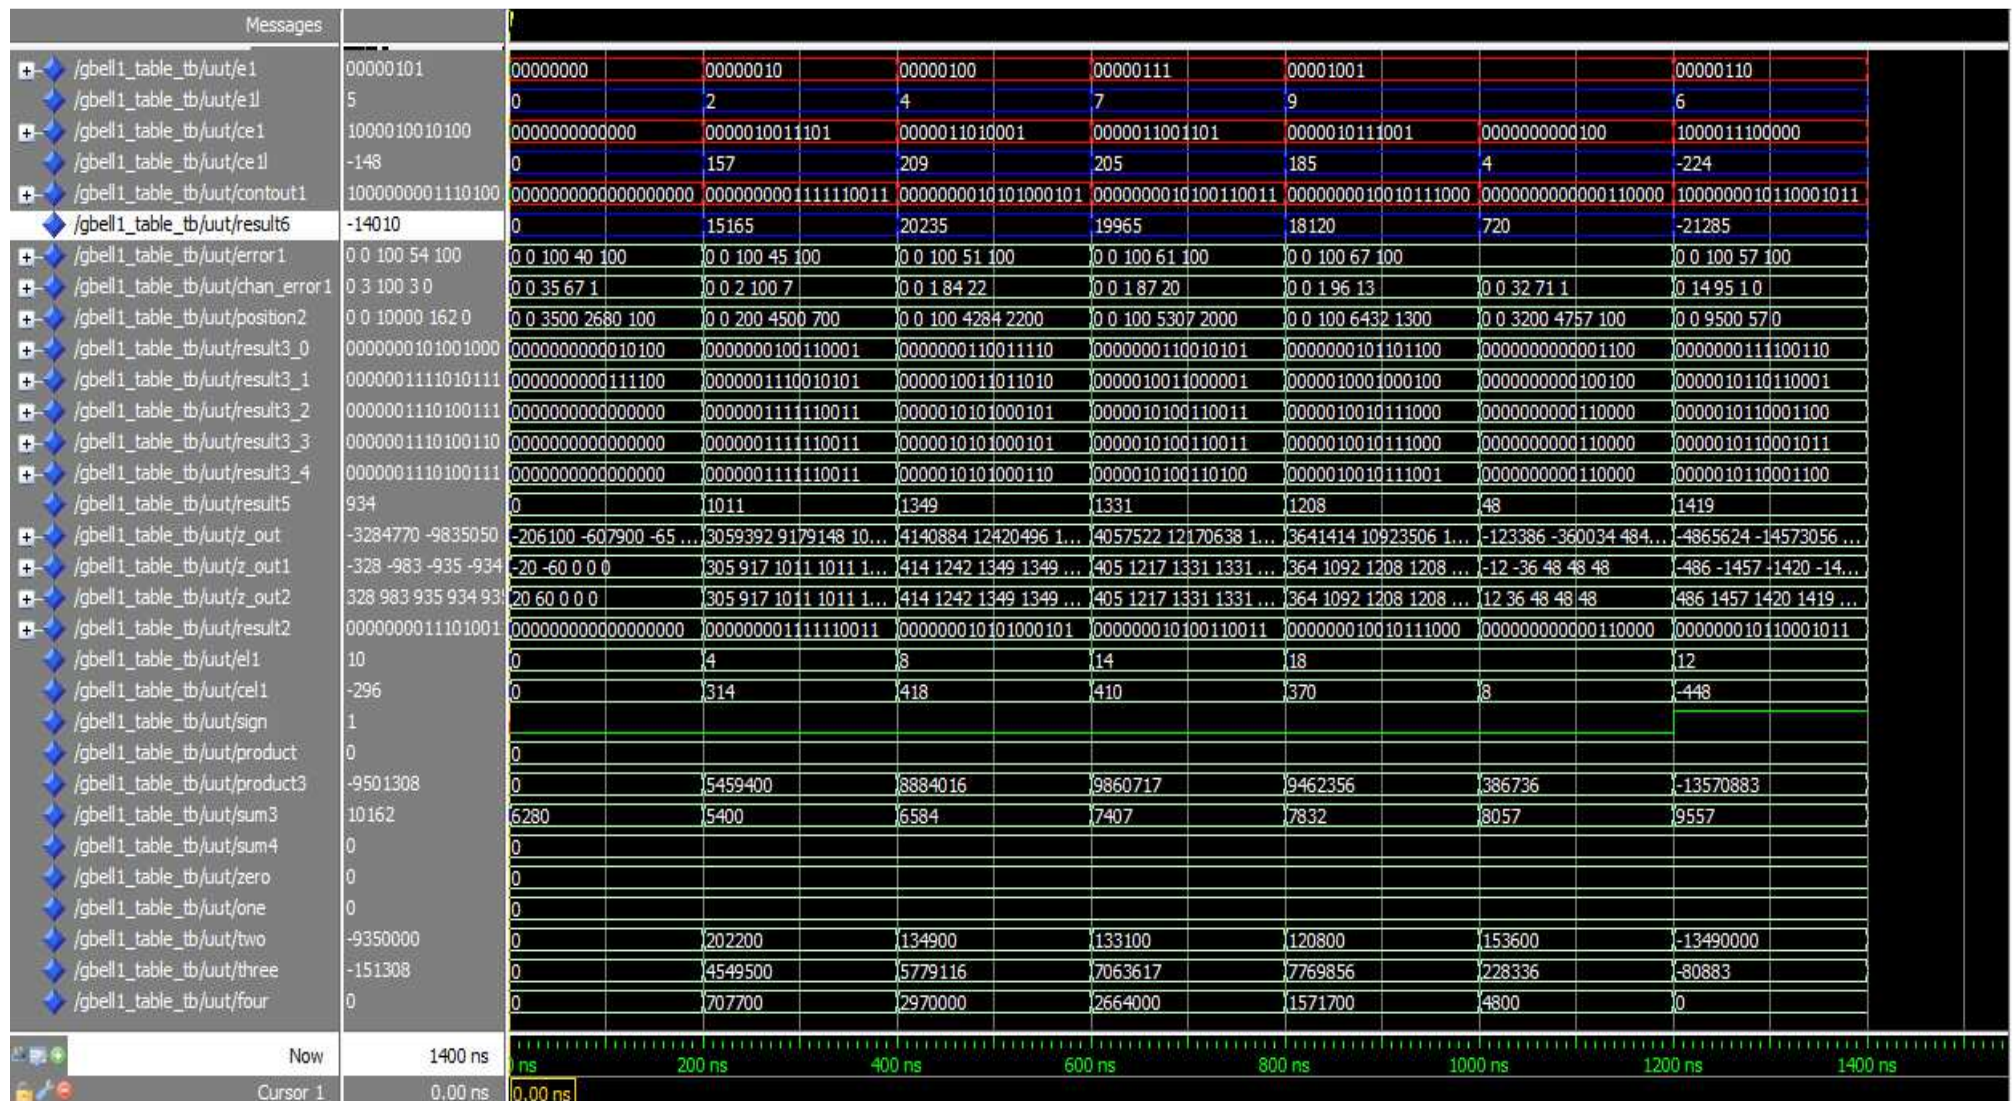 Messages
/gbell1_table_tb/uut/e1 00000101 00000000 00000010 00000100 00000111 00001001 00000110
/gbell1_table_tb/uut/e1l 5 0 2 4 7 9 6
/gbell1_table_tb/uut/ce1 1000010010100 0000000000000 0000010011101 0000011010001 0000011001101 0000010111001 0000000000100 1000011100000
/gbell1_table_tb/uut/ce1l -148 0 157 209 205 185 4 -224
/gbell1_table_tb/uut/contout1 1000000001110100 0000000000000000000 0000000001111110011 0000000010101000101 0000000010100110011 0000000010010111000 0000000000000110000 1000000010110001011
/gbell1_table_tb/uut/result6 -14010 0 15165 20235 19965 18120 720 -21285
/gbell1_table_tb/uut/error1 0 0 100 54 100 0 0 100 40 100 0 0 100 45 100 0 0 100 51 100 0 0 100 61 100 0 0 100 67 100 0 0 100 57 100
/gbell1_table_tb/uut/chan_error1 0 3 100 3 0 0 0 35 67 1 0 0 2 100 7 0 0 1 84 22 0 0 1 87 20 0 0 1 96 13 0 0 32 71 1 0 14 95 1 0
/gbell1_table_tb/uut/position2 0 0 10000 162 0 0 0 3500 2680 100 0 0 200 4500 700 0 0 100 4284 2200 0 0 100 5307 2000 0 0 100 6432 1300 0 0 3200 4757 100 0 0 9500 57 0
/gbell1_table_tb/uut/result3_0 0000000101001000 0000000000010100 0000000100110001 0000000110011110 0000000110010101 0000000101101100 0000000000001100 0000000111100110
/gbell1_table_tb/uut/result3_1 0000001111010111 0000000000111100 0000001110010101 0000010011011010 0000010011000001 0000010001000100 0000000000100100 0000010110110001
/gbell1_table_tb/uut/result3_2 0000001110100111 0000000000000000 0000001111110011 0000010101000101 0000010100110011 0000010010111000 0000000000110000 0000010110001100
/gbell1_table_tb/uut/result3_3 0000001110100110 0000000000000000 0000001111110011 0000010101000101 0000010100110011 0000010010111000 0000000000110000 0000010110001011
/gbell1_table_tb/uut/result3_4 0000001110100111 0000000000000000 0000001111110011 0000010101000110 0000010100110100 0000010010111001 0000000000110000 0000010110001100
/gbell1_table_tb/uut/result5 934 0 1011 1349 1331 1208 48 1419
/gbell1_table_tb/uut/z_out -3284770 -9835050 -206100 -607900 -65 ... 3059392 9179148 10... 4140884 12420496 1... 4057522 12170638 1... 3641414 10923506 1... -123386 -360034 484... -4865624 -14573056 ...
/gbell1_table_tb/uut/z_out1 -328 -983 -935 -934 -20 -60 0 0 0 305 917 1011 1011 1... 414 1242 1349 1349 ... 405 1217 1331 1331 ... 364 1092 1208 1208 ... -12 -36 48 48 48 -486 -1457 -1420 -14...
/gbell1_table_tb/uut/z_out2 328 983 935 934 93 20 60 0 0 0 305 917 1011 1011 1... 414 1242 1349 1349 ... 405 1217 1331 1331 ... 364 1092 1208 1208 ... 12 36 48 48 48 486 1457 1420 1419 ...
/gbell1_table_tb/uut/result2 0000000011101001 000000000000000000 000000001111110011 000000010101000101 000000010100110011 000000010010111000 000000000000110000 000000010110001011
/gbell1_table_tb/uut/el1 10 0 4 8 14 18 12
/gbell1_table_tb/uut/cel1 -296 0 314 418 410 370 8 -448
/gbell1_table_tb/uut/sign 1
/gbell1_table_tb/uut/product 0 0
/gbell1_table_tb/uut/product3 -9501308 0 5459400 8884016 9860717 9462356 386736 -13570883
/gbell1_table_tb/uut/sum3 10162 6280 5400 6584 7407 7832 8057 9557
/gbell1_table_tb/uut/sum4 0 0
/gbell1_table_tb/uut/zero 0 0
/gbell1_table_tb/uut/one 0 0
/gbell1_table_tb/uut/two -9350000 0 202200 134900 133100 120800 153600 -13490000
/gbell1_table_tb/uut/three -151308 0 4549500 5779116 7063617 7769856 228336 -80883
/gbell1_table_tb/uut/four 0 0 707700 2970000 2664000 1571700 4800 0
Now 1400 ns ns 200 ns 400 ns 600 ns 800 ns 1000 ns 1200 ns 1400 ns
Cursor 1 0.00 ns 0.00 ns